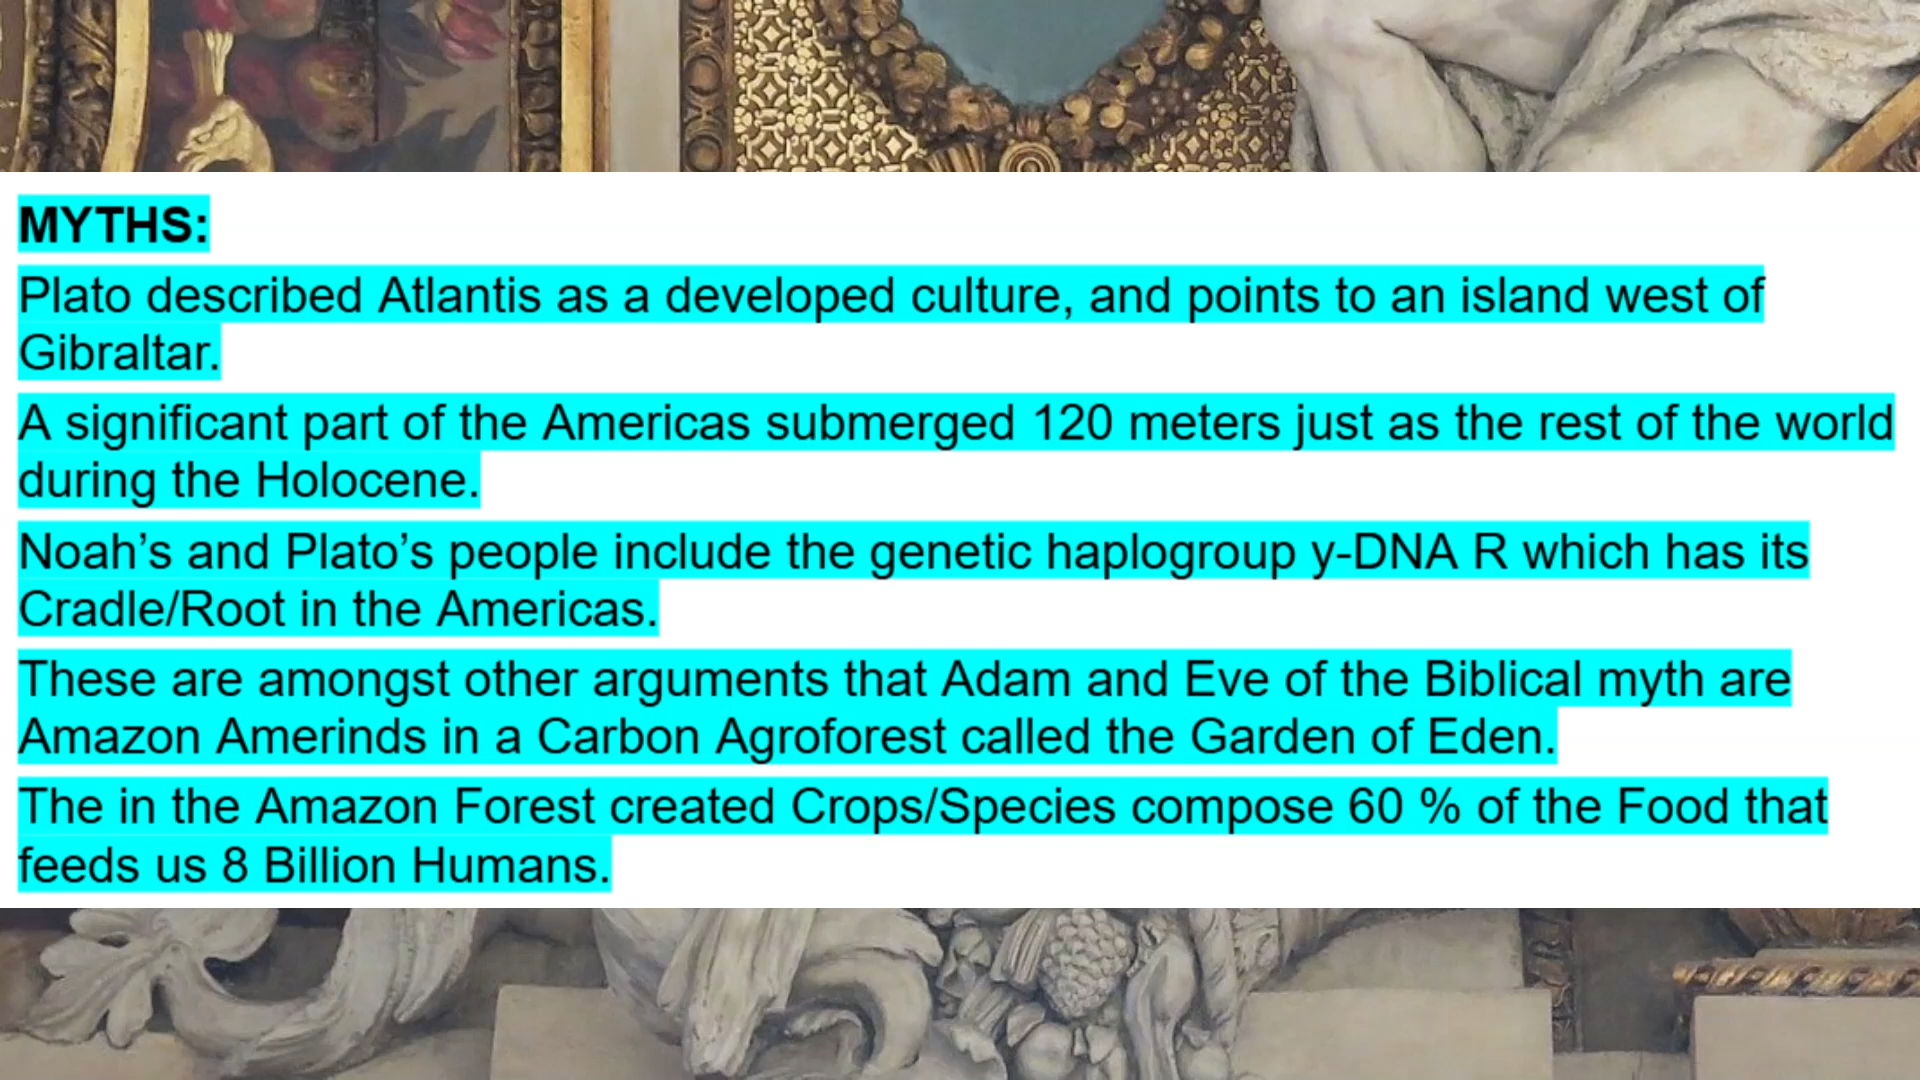 MYTHS:
Plato described Atlantis as a developed culture, and points to an island west of
Gibraltar.
A significant part of the Americas submerged 120 meters just as the rest of the world
during the Holocene.
Noah’s and Plato’s people include the genetic haplogroup y-DNA R which has its
Cradle/Root in the Americas.
These are amongst other arguments that Adam and Eve of the Biblical myth are
Amazon Amerinds in a Carbon Agroforest called the Garden of Eden.
The in the Amazon Forest created Crops/Species compose 60 % of the Food that
feeds us 8 Billion Humans.